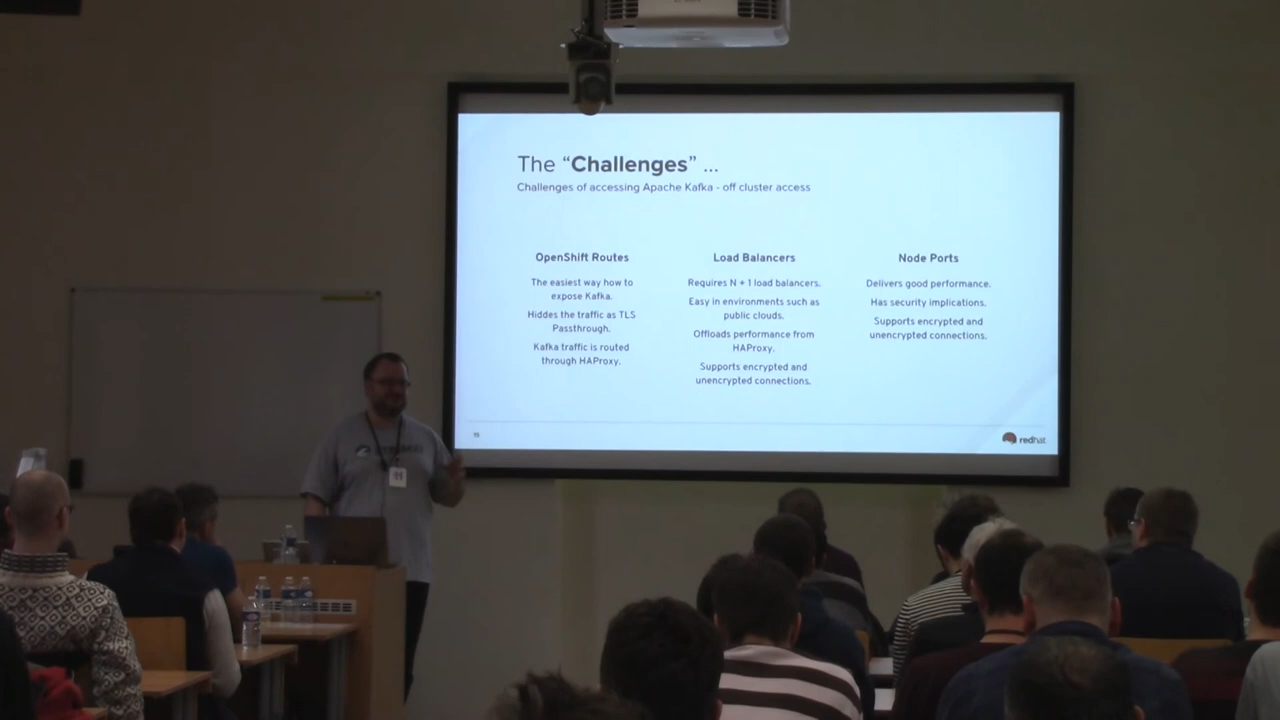 The “Challenges” ...
Challenges of accessing Apache Kafka - off cluster access
OpenShift Routes
The easiest way how to
expose Kafka.
Hiddes the traffic as TLS
Passthrough.
Kafka traffic is routed
through HAProxy.
Load Balancers
Requires N + 1 load balancers.
Easy in environments such as
public clouds.
Offloads performance from
HAProxy.
Supports encrypted and
unencrypted connections.
Node Ports
Delivers good performance.
Has security implications.
Supports encrypted and
unencrypted connections.
redhat